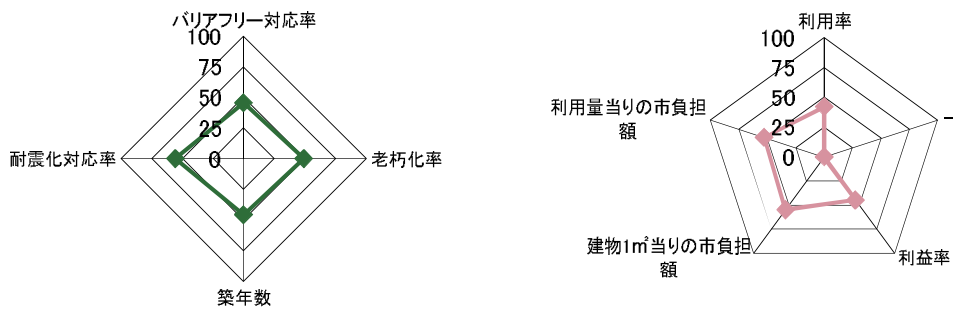 バリアフリー対応率
100
75
50
25
0
耐震化対応率
老朽化率
築年数
利用率
100
75
50
25
0
利用量当りの市負担
額
建物1㎡当りの市負担
額
利益率